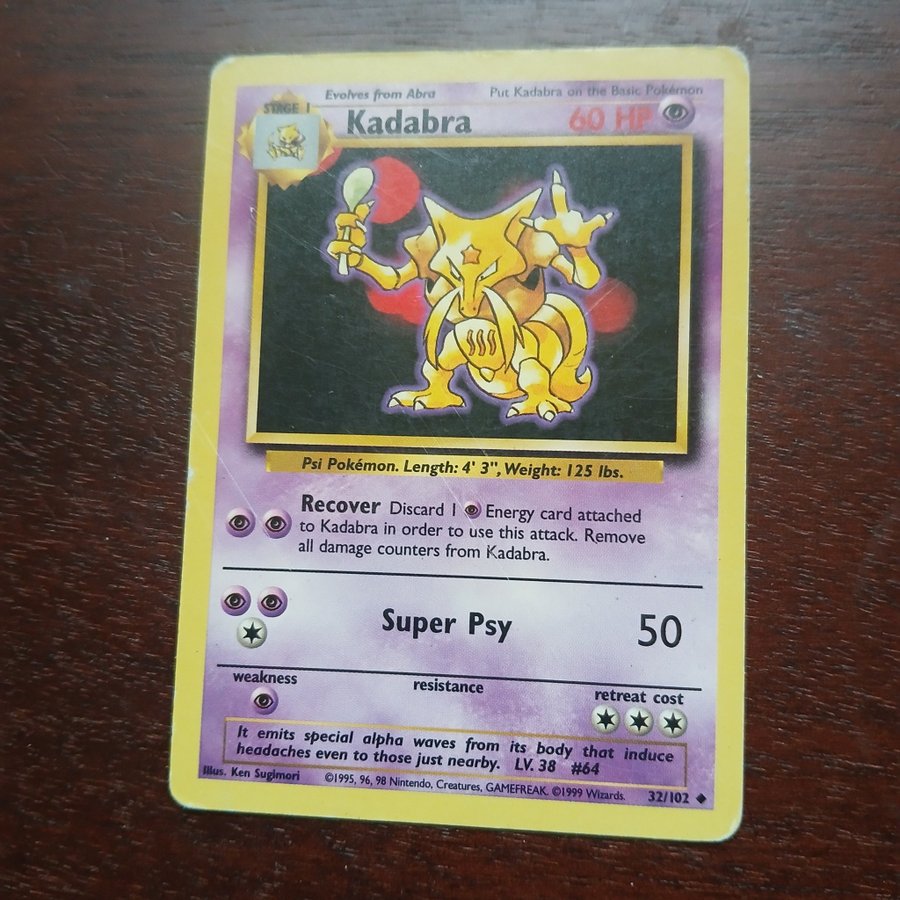 Evolves from Abra
Put Kadabra on the Basic Pokémon
STAGE 1
Kadabra
60 HP
Psi Pokémon. Length: 4' 3", Weight: 125 lbs.
Recover Discard 1 Energy card attached
to Kadabra in order to use this attack. Remove
all damage counters from Kadabra.
Super Psy
50
weakness
resistance
retreat cost
It emits special alpha waves from its body that induce
headaches even to those just nearby. LV. 38 #64
Illus. Ken Sugimori
©1995, 96, 98 Nintendo, Creatures, GAMEFREAK. ©1999 Wizards.
32/102